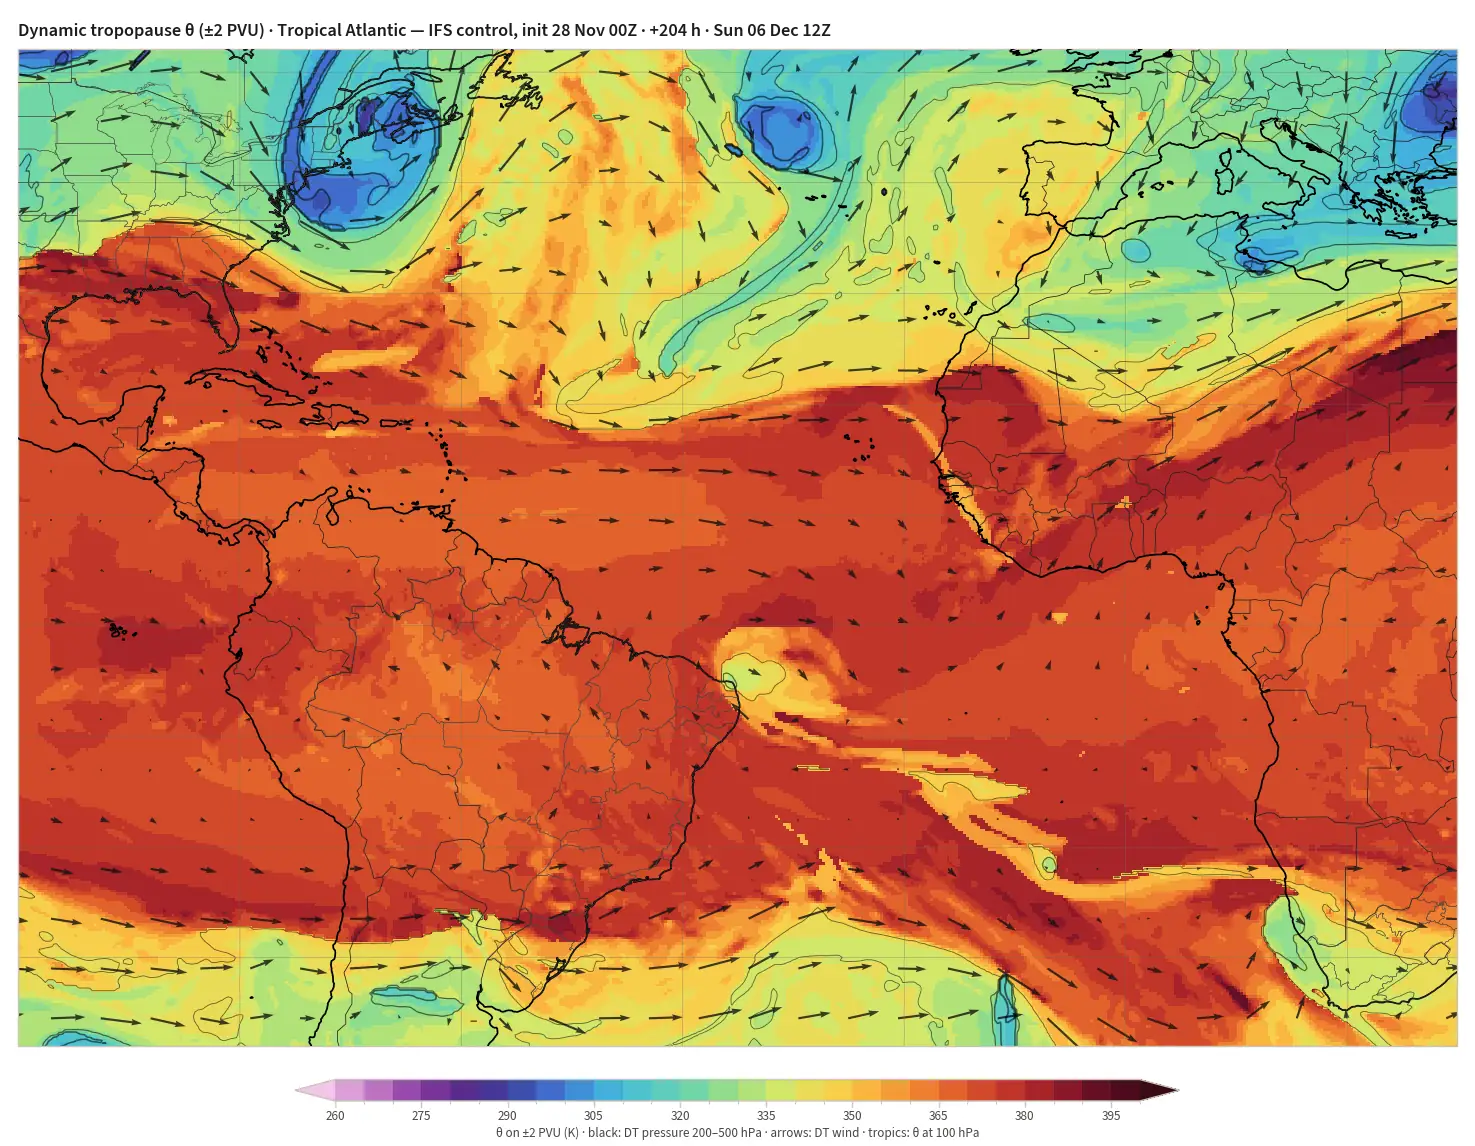 Dynamic tropopause θ (±2 PVU) · Tropical Atlantic — IFS control, init 28 Nov 00Z · +204 h · Sun 06 Dec 12Z
260 275 290 305 320 335 350 365 380 395
θ on ±2 PVU (K) · black: DT pressure 200–500 hPa · arrows: DT wind · tropics: θ at 100 hPa